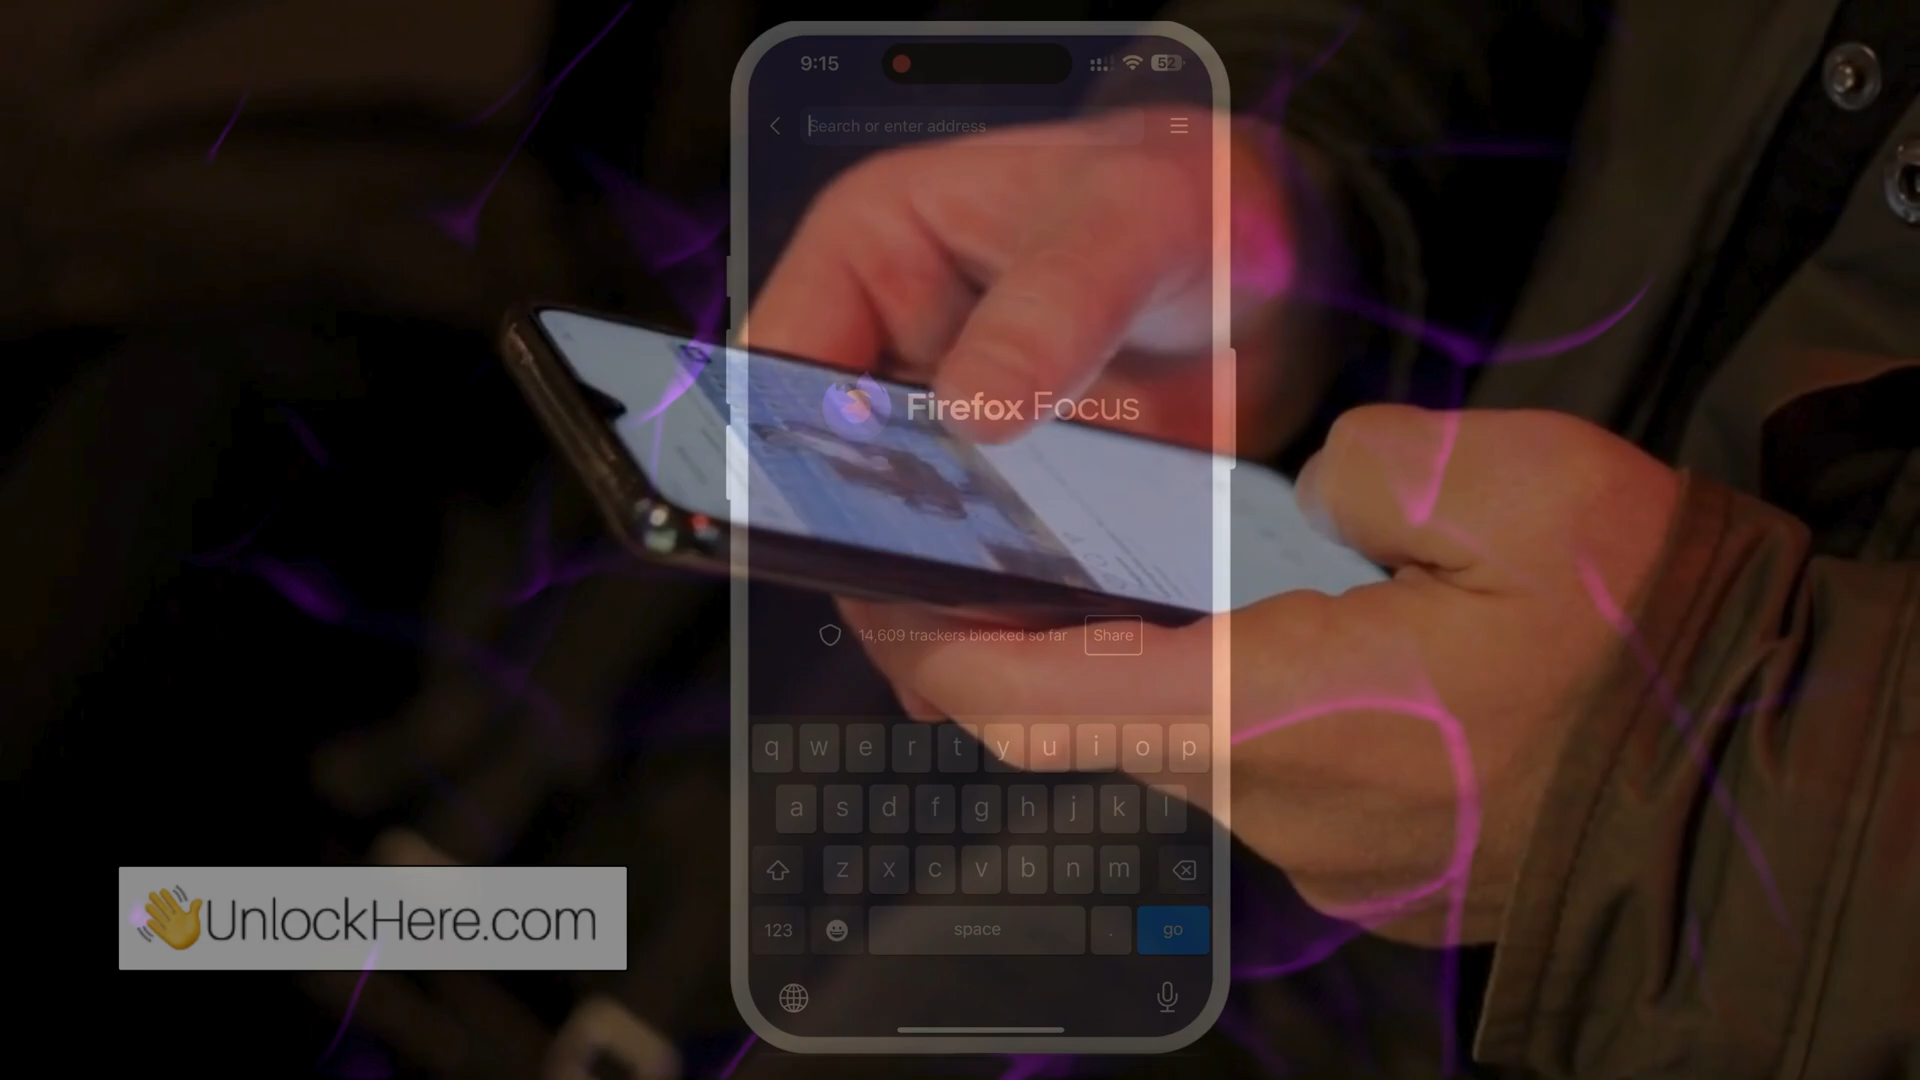 9:15
52
Search or enter address
Firefox Focus
14,609 trackers blocked so far Share
q w e r t y u i o p
a s d f g h j k l
z x c v b n m
123 space . go
UnlockHere.com